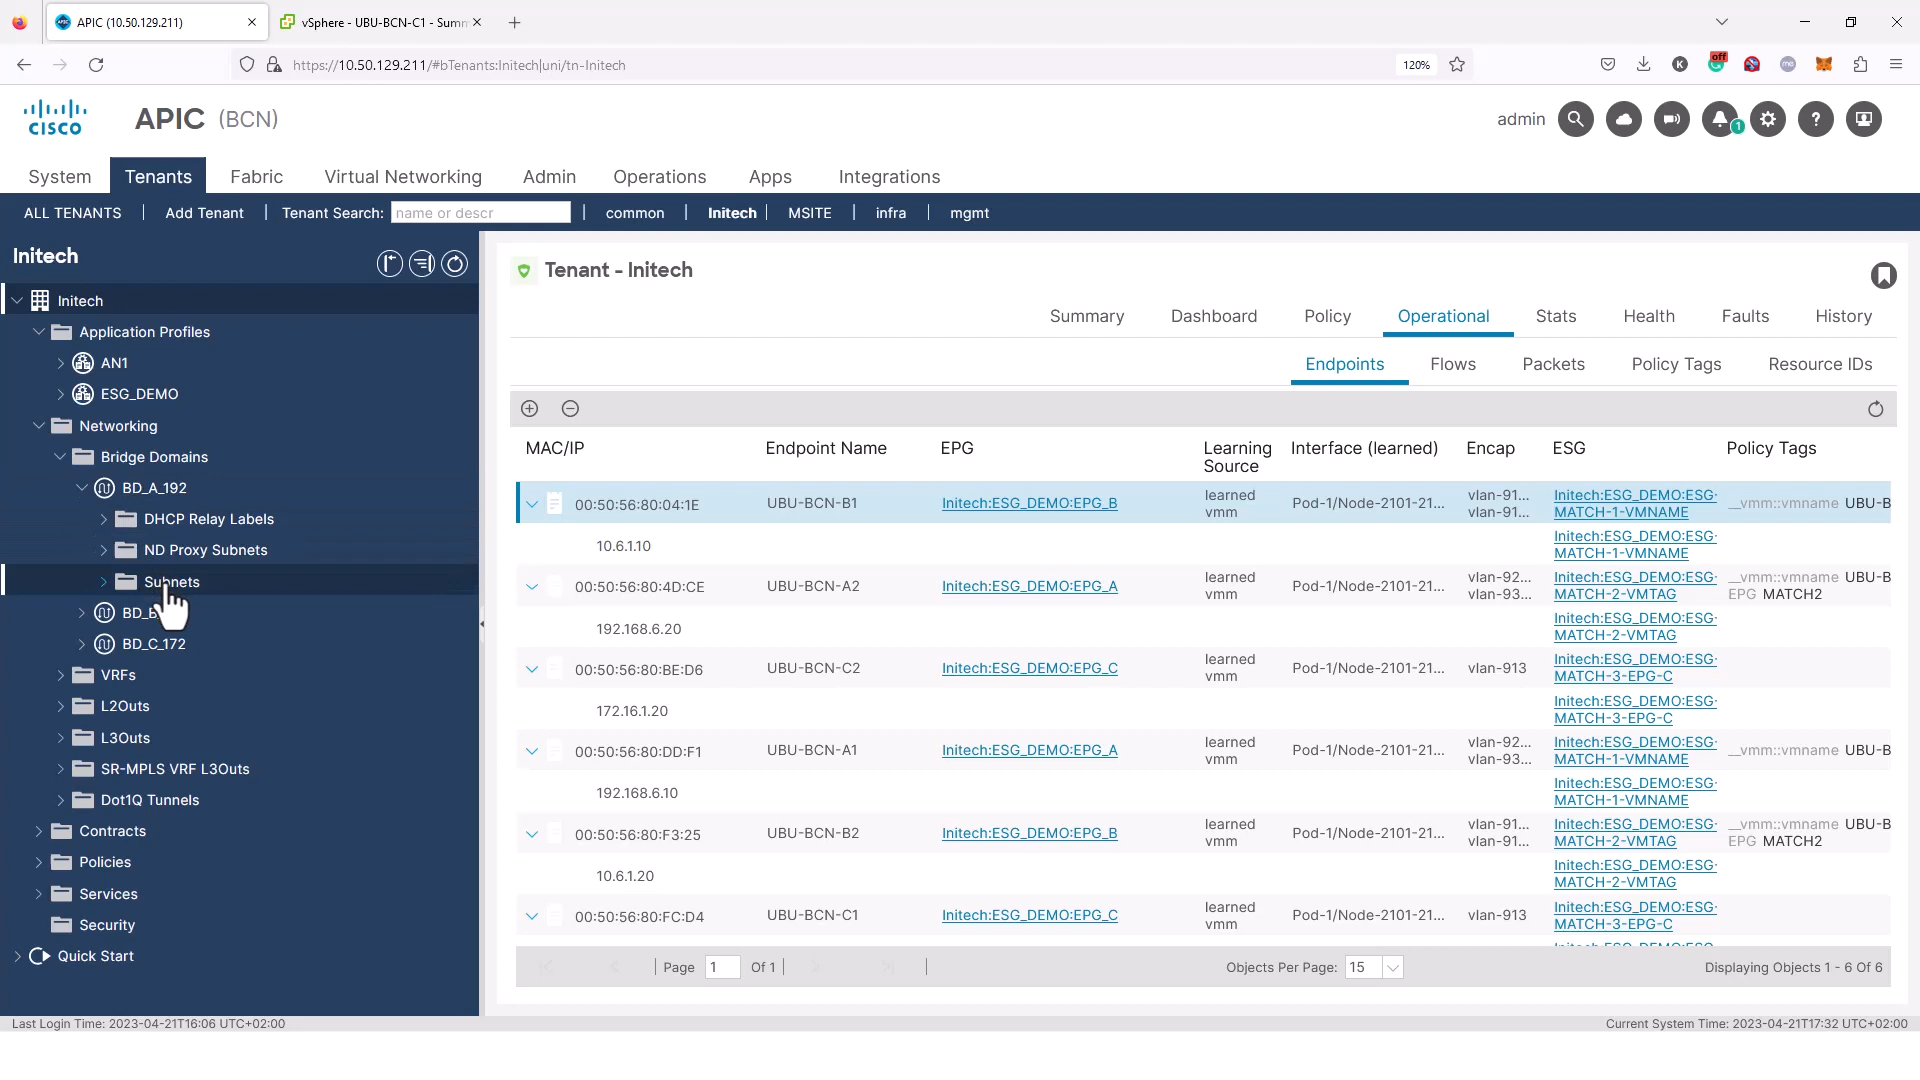 APIC (10.50.129.211)
vSphere - UBU-BCN-C1 - Summ
https://10.50.129.211/#bTenants:Initech|uni/tn-Initech
120%
off
K
me
CISCO
APIC (BCN)
admin
1
?
System
Tenants
Fabric
Virtual Networking
Admin
Operations
Apps
Integrations
ALL TENANTS | Add Tenant | Tenant Search: name or descr | common | Initech | MSITE | infra | mgmt
Initech
Initech
Application Profiles
AN1
ESG_DEMO
Networking
Bridge Domains
BD_A_192
DHCP Relay Labels
ND Proxy Subnets
Subnets
BD_C_172
VRFs
L2Outs
L3Outs
SR-MPLS VRF L3Outs
Dot1Q Tunnels
Contracts
Policies
Services
Security
Quick Start
Tenant - Initech
Summary
Dashboard
Policy
Operational
Stats
Health
Faults
History
Endpoints
Flows
Packets
Policy Tags
Resource IDs
MAC/IP
Endpoint Name
EPG
Learning Source
Interface (learned)
Encap
ESG
Policy Tags
00:50:56:80:04:1E UBU-BCN-B1 Initech:ESG_DEMO:EPG_B learned vmm Pod-1/Node-2101-21... vlan-91... vlan-91... Initech:ESG_DEMO:ESG-MATCH-1-VMNAME __vmm::vmname UBU-B
10.6.1.10 Initech:ESG_DEMO:ESG-MATCH-1-VMNAME
00:50:56:80:4D:CE UBU-BCN-A2 Initech:ESG_DEMO:EPG_A learned vmm Pod-1/Node-2101-21... vlan-92... vlan-93... Initech:ESG_DEMO:ESG-MATCH-2-VMTAG __vmm::vmname UBU-B EPG MATCH2
192.168.6.20 Initech:ESG_DEMO:ESG-MATCH-2-VMTAG
00:50:56:80:BE:D6 UBU-BCN-C2 Initech:ESG_DEMO:EPG_C learned vmm Pod-1/Node-2101-21... vlan-913 Initech:ESG_DEMO:ESG-MATCH-3-EPG-C
172.16.1.20 Initech:ESG_DEMO:ESG-MATCH-3-EPG-C
00:50:56:80:DD:F1 UBU-BCN-A1 Initech:ESG_DEMO:EPG_A learned vmm Pod-1/Node-2101-21... vlan-92... vlan-93... Initech:ESG_DEMO:ESG-MATCH-1-VMNAME __vmm::vmname UBU-B
192.168.6.10 Initech:ESG_DEMO:ESG-MATCH-1-VMNAME
00:50:56:80:F3:25 UBU-BCN-B2 Initech:ESG_DEMO:EPG_B learned vmm Pod-1/Node-2101-21... vlan-91... vlan-91... Initech:ESG_DEMO:ESG-MATCH-2-VMTAG __vmm::vmname UBU-B EPG MATCH2
10.6.1.20 Initech:ESG_DEMO:ESG-MATCH-2-VMTAG
00:50:56:80:FC:D4 UBU-BCN-C1 Initech:ESG_DEMO:EPG_C learned vmm Pod-1/Node-2101-21... vlan-913 Initech:ESG_DEMO:ESG-MATCH-3-EPG-C
Page 1 Of 1
Objects Per Page: 15
Displaying Objects 1 - 6 Of 6
Last Login Time: 2023-04-21T16:06 UTC+02:00
Current System Time: 2023-04-21T17:32 UTC+02:00